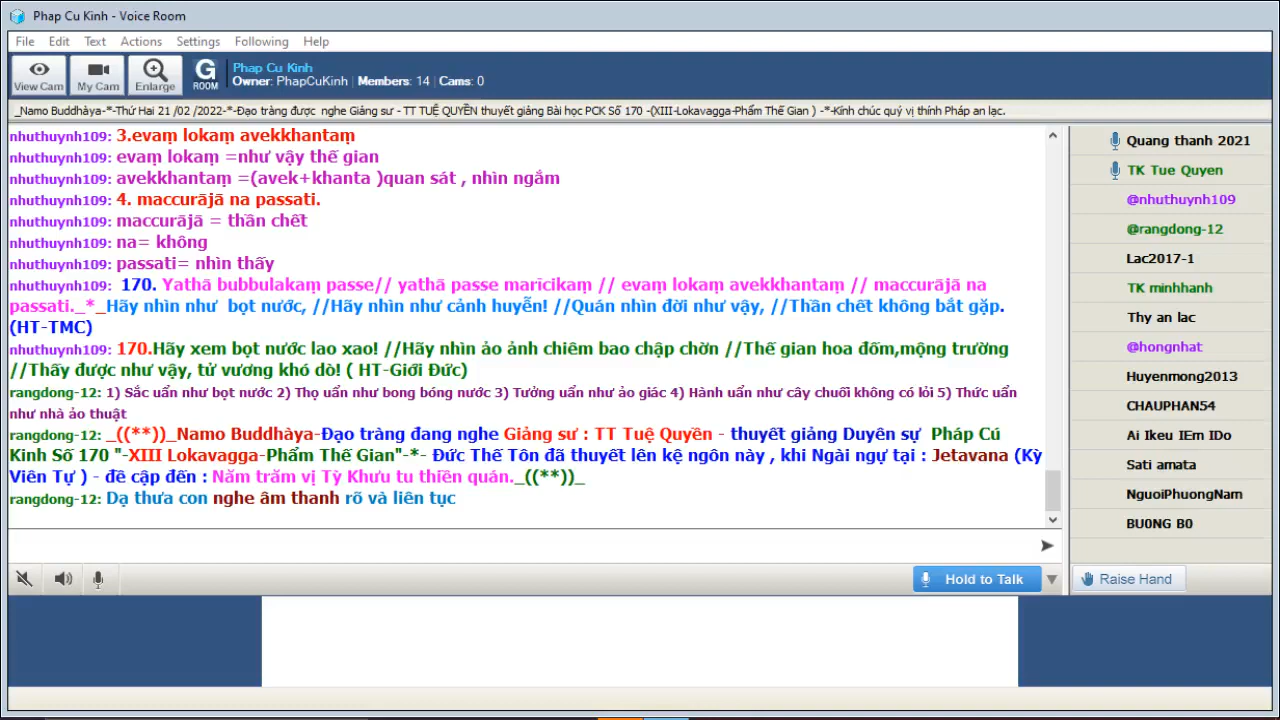 Phap Cu Kinh - Voice Room
File Edit Text Actions Settings Following Help
View Cam
My Cam
Enlarge
G ROOM
Phap Cu Kinh
Owner: PhapCuKinh | Members: 14 | Cams: 0
_Namo Buddhàya-*-Thứ Hai 21 /02 /2022-*-Đạo tràng được nghe Giảng sư - TT TUỆ QUYỀN thuyết giảng Bài học PCK Số 170 -(XIII-Lokavagga-Phẩm Thế Gian ) -*-Kính chúc quý vị thính Pháp an lạc.
nhuthuynh109: 3.evaṃ lokaṃ avekkhantaṃ
nhuthuynh109: evaṃ lokaṃ =như vậy thế gian
nhuthuynh109: avekkhantaṃ =(avek+khanta )quan sát , nhìn ngắm
nhuthuynh109: 4. maccurājā na passati.
nhuthuynh109: maccurājā = thần chết
nhuthuynh109: na= không
nhuthuynh109: passati= nhìn thấy
nhuthuynh109: 170. Yathā bubbulakaṃ passe// yathā passe maricikaṃ // evaṃ lokaṃ avekkhantaṃ // maccurājā na
passati._*_Hãy nhìn như bọt nước, //Hãy nhìn như cảnh huyễn! //Quán nhìn đời như vậy, //Thần chết không bắt gặp.
(HT-TMC)
nhuthuynh109: 170.Hãy xem bọt nước lao xao! //Hãy nhìn ảo ảnh chiêm bao chập chờn //Thế gian hoa đốm,mộng trường
//Thấy được như vậy, tử vương khó dò! ( HT-Giới Đức)
rangdong-12: 1) Sắc uẩn như bọt nước 2) Thọ uẩn như bong bóng nước 3) Tưởng uẩn như ảo giác 4) Hành uẩn như cây chuối không có lỏi 5) Thức uẩn
như nhà ảo thuật
rangdong-12: _((**))_Namo Buddhàya-Đạo tràng đang nghe Giảng sư : TT Tuệ Quyền - thuyết giảng Duyên sự Pháp Cú
Kinh Số 170 "-XIII Lokavagga-Phẩm Thế Gian"-*- Đức Thế Tôn đã thuyết lên kệ ngôn này , khi Ngài ngự tại : Jetavana (Kỳ
Viên Tự ) - đề cập đến : Năm trăm vị Tỳ Khưu tu thiền quán._((**))_
rangdong-12: Dạ thưa con nghe âm thanh rõ và liên tục
Hold to Talk
Quang thanh 2021
TK Tue Quyen
@nhuthuynh109
@rangdong-12
Lac2017-1
TK minhhanh
Thy an lac
@hongnhat
Huyenmong2013
CHAUPHAN54
Ai Ikeu IEm IDo
Sati amata
NguoiPhuongNam
BU0NG B0
Raise Hand